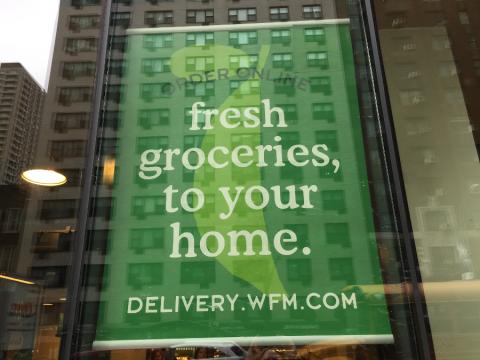 ORDER ONLINE
fresh
groceries,
to your
home.
DELIVERY.WFM.COM